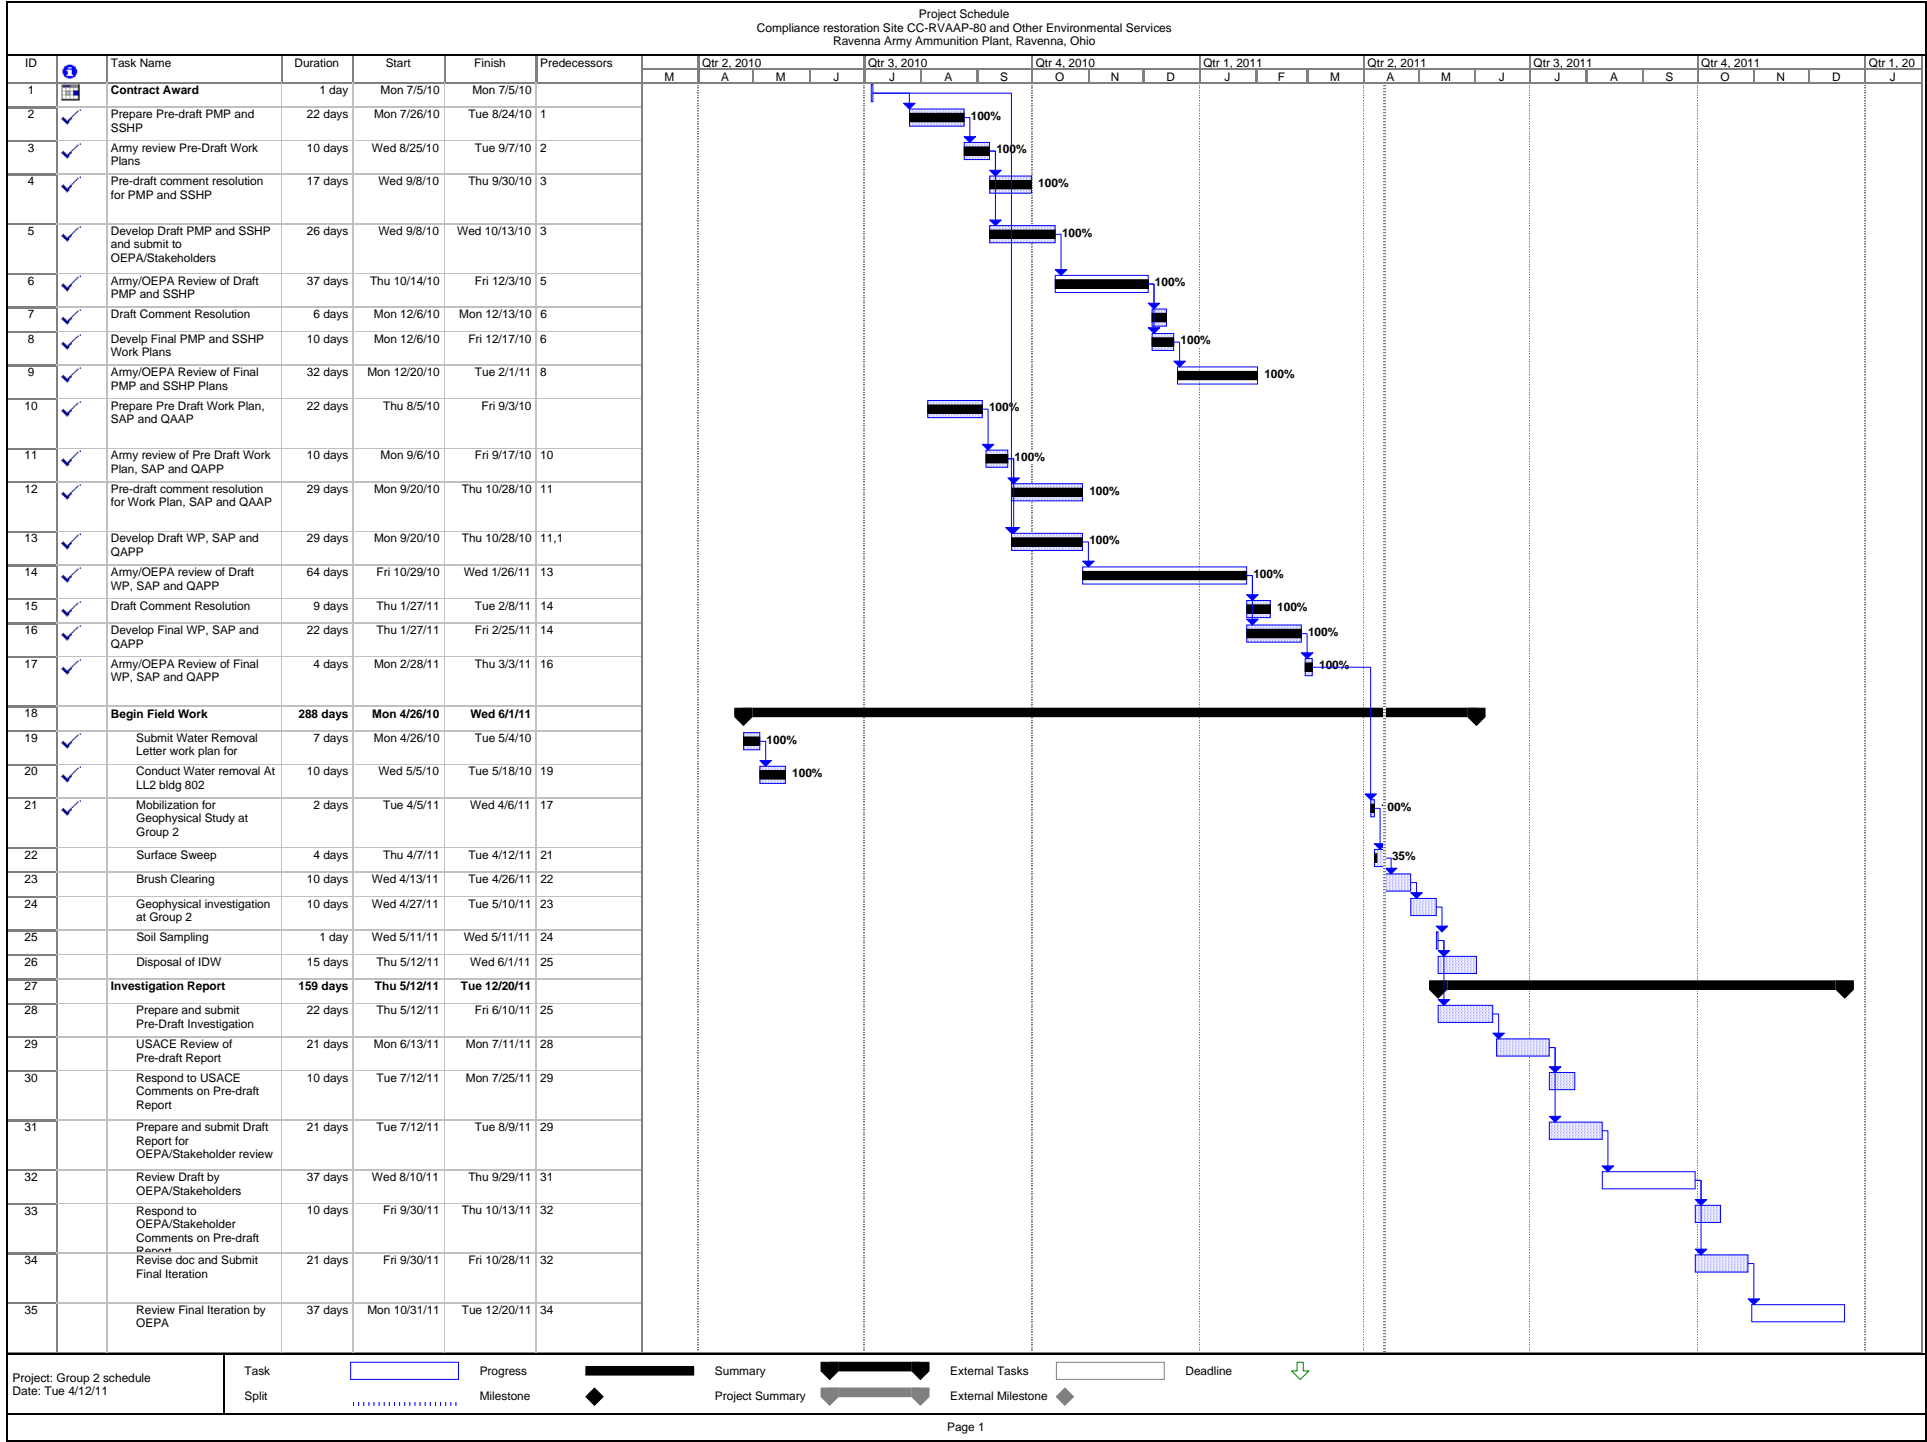 Project Schedule
Compliance restoration Site CC-RVAAP-80 and Other Environmental Services
Ravenna Army Ammunition Plant, Ravenna, Ohio
ID Task Name Duration Start Finish Predecessors
Qtr 2, 2010 Qtr 3, 2010 Qtr 4, 2010 Qtr 1, 2011 Qtr 2, 2011 Qtr 3, 2011 Qtr 4, 2011 Qtr 1, 20
M A M J J A S O N D J F M A M J J A S O N D J
1 Contract Award 1 day Mon 7/5/10 Mon 7/5/10
2 Prepare Pre-draft PMP and 22 days Mon 7/26/10 Tue 8/24/10 1 100%
SSHP
3 Army review Pre-Draft Work 10 days Wed 8/25/10 Tue 9/7/10 2 100%
Plans
4 Pre-draft comment resolution 17 days Wed 9/8/10 Thu 9/30/10 3 100%
for PMP and SSHP
5 Develop Draft PMP and SSHP 26 days Wed 9/8/10 Wed 10/13/10 3 100%
and submit to
OEPA/Stakeholders
6 Army/OEPA Review of Draft 37 days Thu 10/14/10 Fri 12/3/10 5 100%
PMP and SSHP
7 Draft Comment Resolution 6 days Mon 12/6/10 Mon 12/13/10 6
8 Develp Final PMP and SSHP 10 days Mon 12/6/10 Fri 12/17/10 6 100%
Work Plans
9 Army/OEPA Review of Final 32 days Mon 12/20/10 Tue 2/1/11 8 100%
PMP and SSHP Plans
10 Prepare Pre Draft Work Plan, 22 days Thu 8/5/10 Fri 9/3/10 100%
SAP and QAAP
11 Army review of Pre Draft Work 10 days Mon 9/6/10 Fri 9/17/10 10 100%
Plan, SAP and QAPP
12 Pre-draft comment resolution 29 days Mon 9/20/10 Thu 10/28/10 11 100%
for Work Plan, SAP and QAAP
13 Develop Draft WP, SAP and 29 days Mon 9/20/10 Thu 10/28/10 11,1 100%
QAPP
14 Army/OEPA review of Draft 64 days Fri 10/29/10 Wed 1/26/11 13 100%
WP, SAP and QAPP
15 Draft Comment Resolution 9 days Thu 1/27/11 Tue 2/8/11 14 100%
16 Develop Final WP, SAP and 22 days Thu 1/27/11 Fri 2/25/11 14 100%
QAPP
17 Army/OEPA Review of Final 4 days Mon 2/28/11 Thu 3/3/11 16 100%
WP, SAP and QAPP
18 Begin Field Work 288 days Mon 4/26/10 Wed 6/1/11
19 Submit Water Removal 7 days Mon 4/26/10 Tue 5/4/10 100%
Letter work plan for
20 Conduct Water removal At 10 days Wed 5/5/10 Tue 5/18/10 19 100%
LL2 bldg 802
21 Mobilization for 2 days Tue 4/5/11 Wed 4/6/11 17 00%
Geophysical Study at
Group 2
22 Surface Sweep 4 days Thu 4/7/11 Tue 4/12/11 21 35%
23 Brush Clearing 10 days Wed 4/13/11 Tue 4/26/11 22
24 Geophysical investigation 10 days Wed 4/27/11 Tue 5/10/11 23
at Group 2
25 Soil Sampling 1 day Wed 5/11/11 Wed 5/11/11 24
26 Disposal of IDW 15 days Thu 5/12/11 Wed 6/1/11 25
27 Investigation Report 159 days Thu 5/12/11 Tue 12/20/11
28 Prepare and submit 22 days Thu 5/12/11 Fri 6/10/11 25
Pre-Draft Investigation
29 USACE Review of 21 days Mon 6/13/11 Mon 7/11/11 28
Pre-draft Report
30 Respond to USACE 10 days Tue 7/12/11 Mon 7/25/11 29
Comments on Pre-draft
Report
31 Prepare and submit Draft 21 days Tue 7/12/11 Tue 8/9/11 29
Report for
OEPA/Stakeholder review
32 Review Draft by 37 days Wed 8/10/11 Thu 9/29/11 31
OEPA/Stakeholders
33 Respond to 10 days Fri 9/30/11 Thu 10/13/11 32
OEPA/Stakeholder
Comments on Pre-draft
Report
34 Revise doc and Submit 21 days Fri 9/30/11 Fri 10/28/11 32
Final Iteration
35 Review Final Iteration by 37 days Mon 10/31/11 Tue 12/20/11 34
OEPA
Project: Group 2 schedule
Date: Tue 4/12/11
Task Progress Summary External Tasks Deadline
Split Milestone Project Summary External Milestone
Page 1